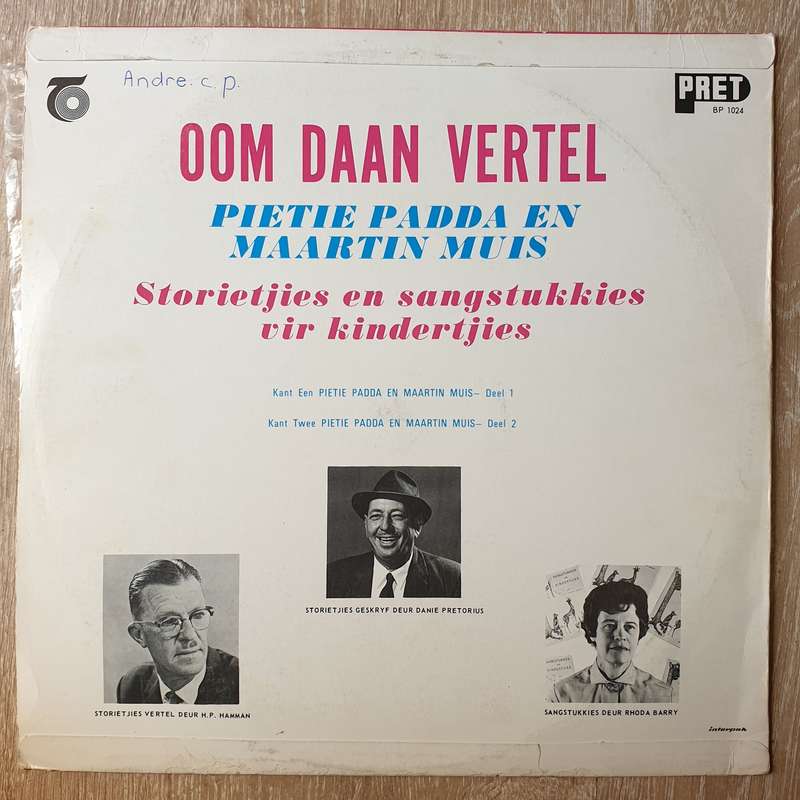 Andre. c. p.
PRET
BP 1024
OOM DAAN VERTEL
PIETIE PADDA EN
MAARTIN MUIS
Storietjies en sangstukkies
vir kindertjies
Kant Een PIETIE PADDA EN MAARTIN MUIS– Deel 1
Kant Twee PIETIE PADDA EN MAARTIN MUIS– Deel 2
STORIETJIES GESKRYF DEUR DANIE PRETORIUS
STORIETJIES VERTEL DEUR H.P. HAMMAN
SANGSTUKKIES DEUR RHODA BARRY
interpak